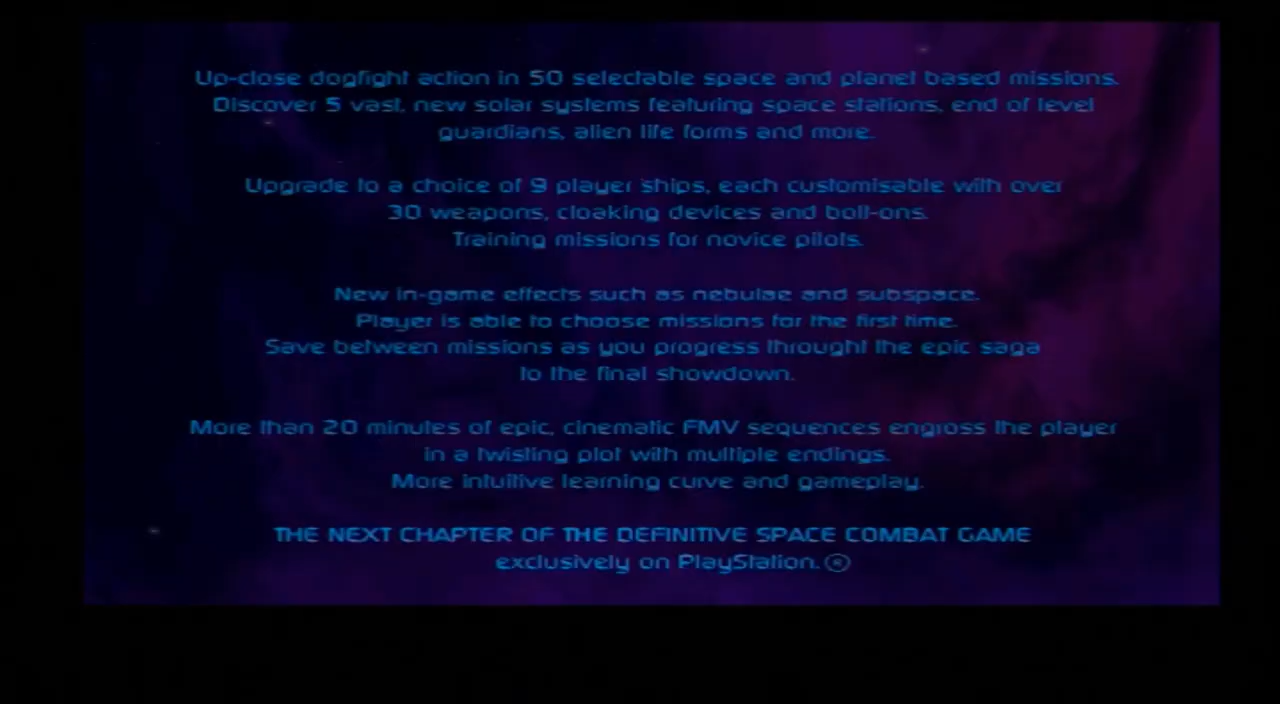 Up-close dogfight action in 50 selectable space and planet based missions.
Discover 5 vast, new solar systems featuring space stations, end of level
guardians, alien life forms and more.
Upgrade to a choice of 9 player ships, each customisable with over
30 weapons, cloaking devices and bolt-ons.
Training missions for novice pilots.
New in-game effects such as nebulae and subspace.
Player is able to choose missions for the first time.
Save between missions as you progress throught the epic saga
to the final showdown.
More than 20 minutes of epic, cinematic FMV sequences engross the player
in a twisting plot with multiple endings.
More intuitive learning curve and gameplay.
THE NEXT CHAPTER OF THE DEFINITIVE SPACE COMBAT GAME
exclusively on PlayStation.®